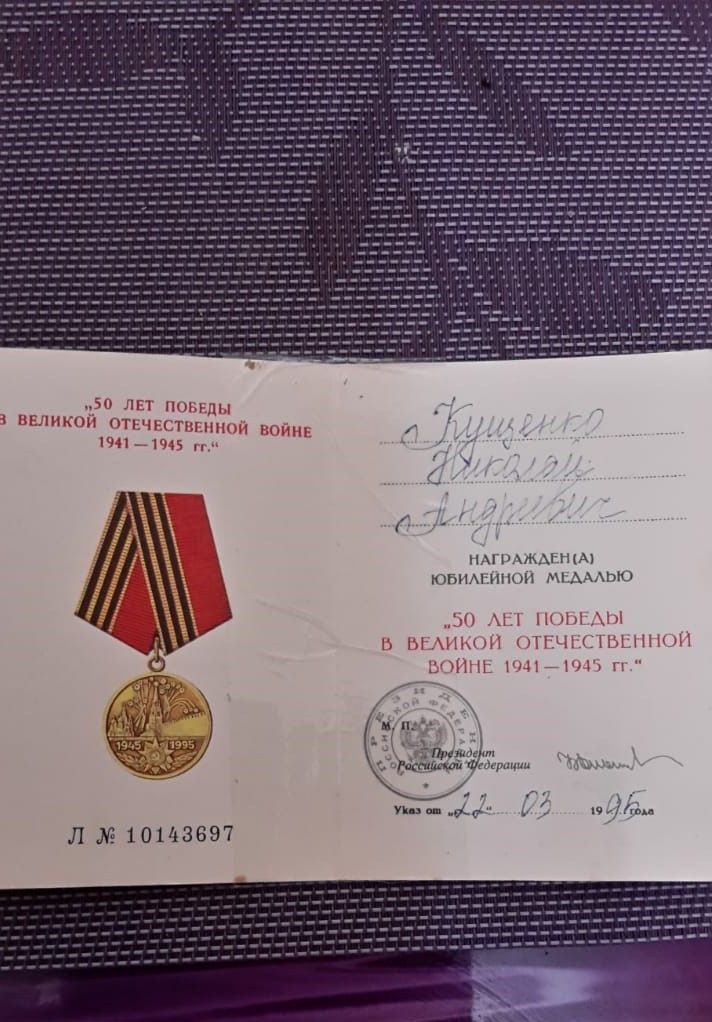 „50 ЛЕТ ПОБЕДЫ
В ВЕЛИКОЙ ОТЕЧЕСТВЕННОЙ ВОЙНЕ
1941 — 1945 гг.“
1945 1995
Л № 10143697
Кущенко
Николай
Андреевич
НАГРАЖДЕН(А)
ЮБИЛЕЙНОЙ МЕДАЛЬЮ
„50 ЛЕТ ПОБЕДЫ
В ВЕЛИКОЙ ОТЕЧЕСТВЕННОЙ
ВОЙНЕ 1941 — 1945 гг.“
М. П.
Президент
Российской Федерации
Указ от „22“ 03 1995 года